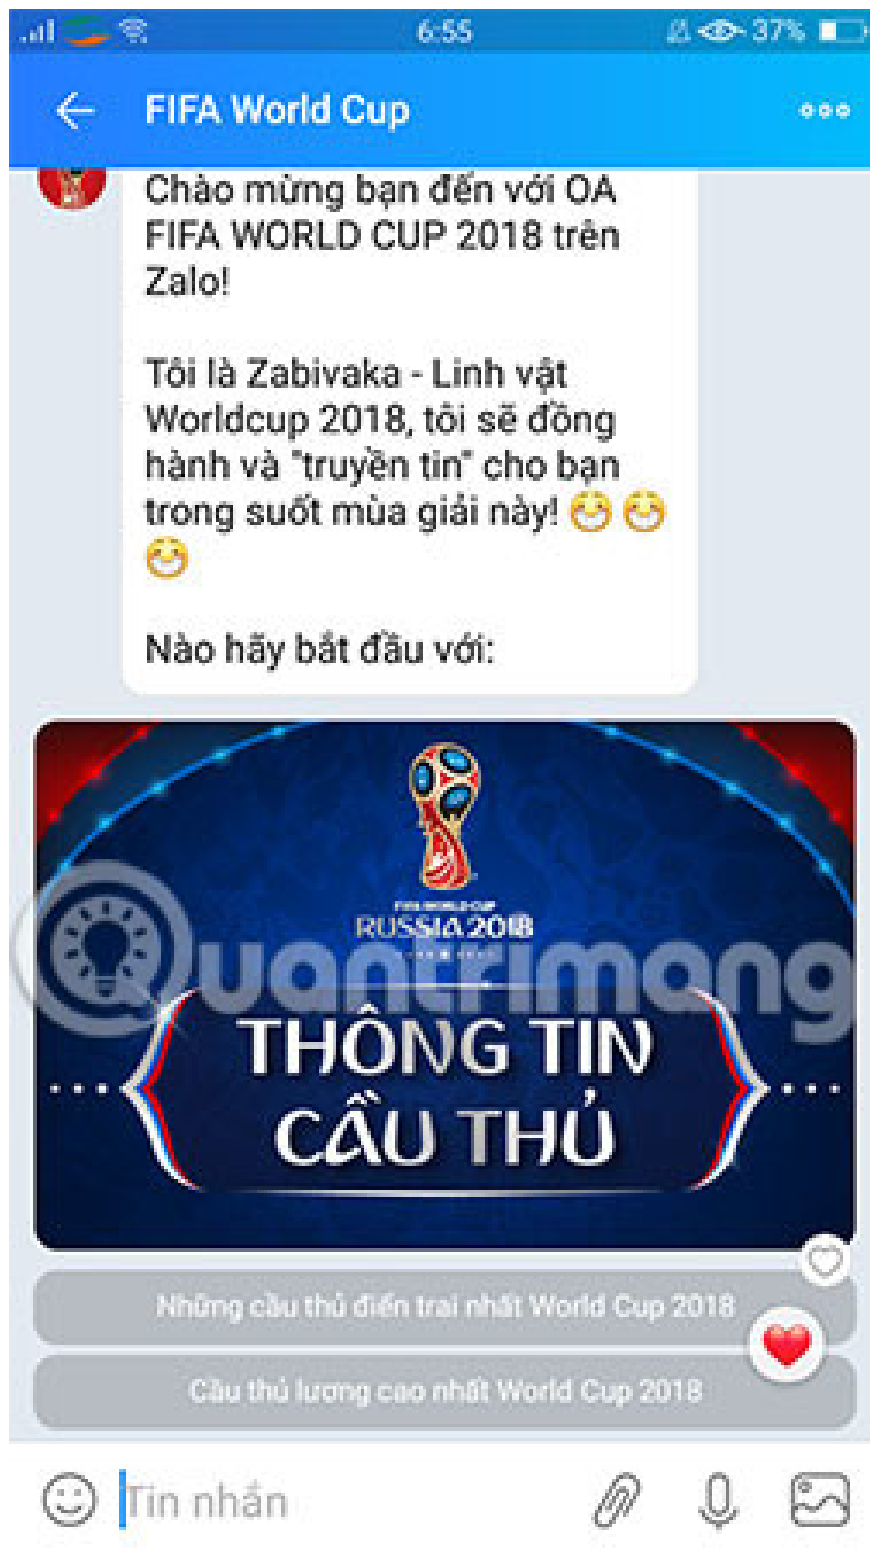 6:55
37%
FIFA World Cup
Chào mừng bạn đến với OA
FIFA WORLD CUP 2018 trên
Zalo!
Tôi là Zabivaka - Linh vật
Worldcup 2018, tôi sẽ đồng
hành và "truyền tin" cho bạn
trong suốt mùa giải này!
Nào hãy bắt đầu với:
FIFA WORLD CUP
RUSSIA 2018
Quantrimang
THÔNG TIN
CẦU THỦ
Những cầu thủ điển trai nhất World Cup 2018
Cầu thủ lương cao nhất World Cup 2018
Tin nhắn